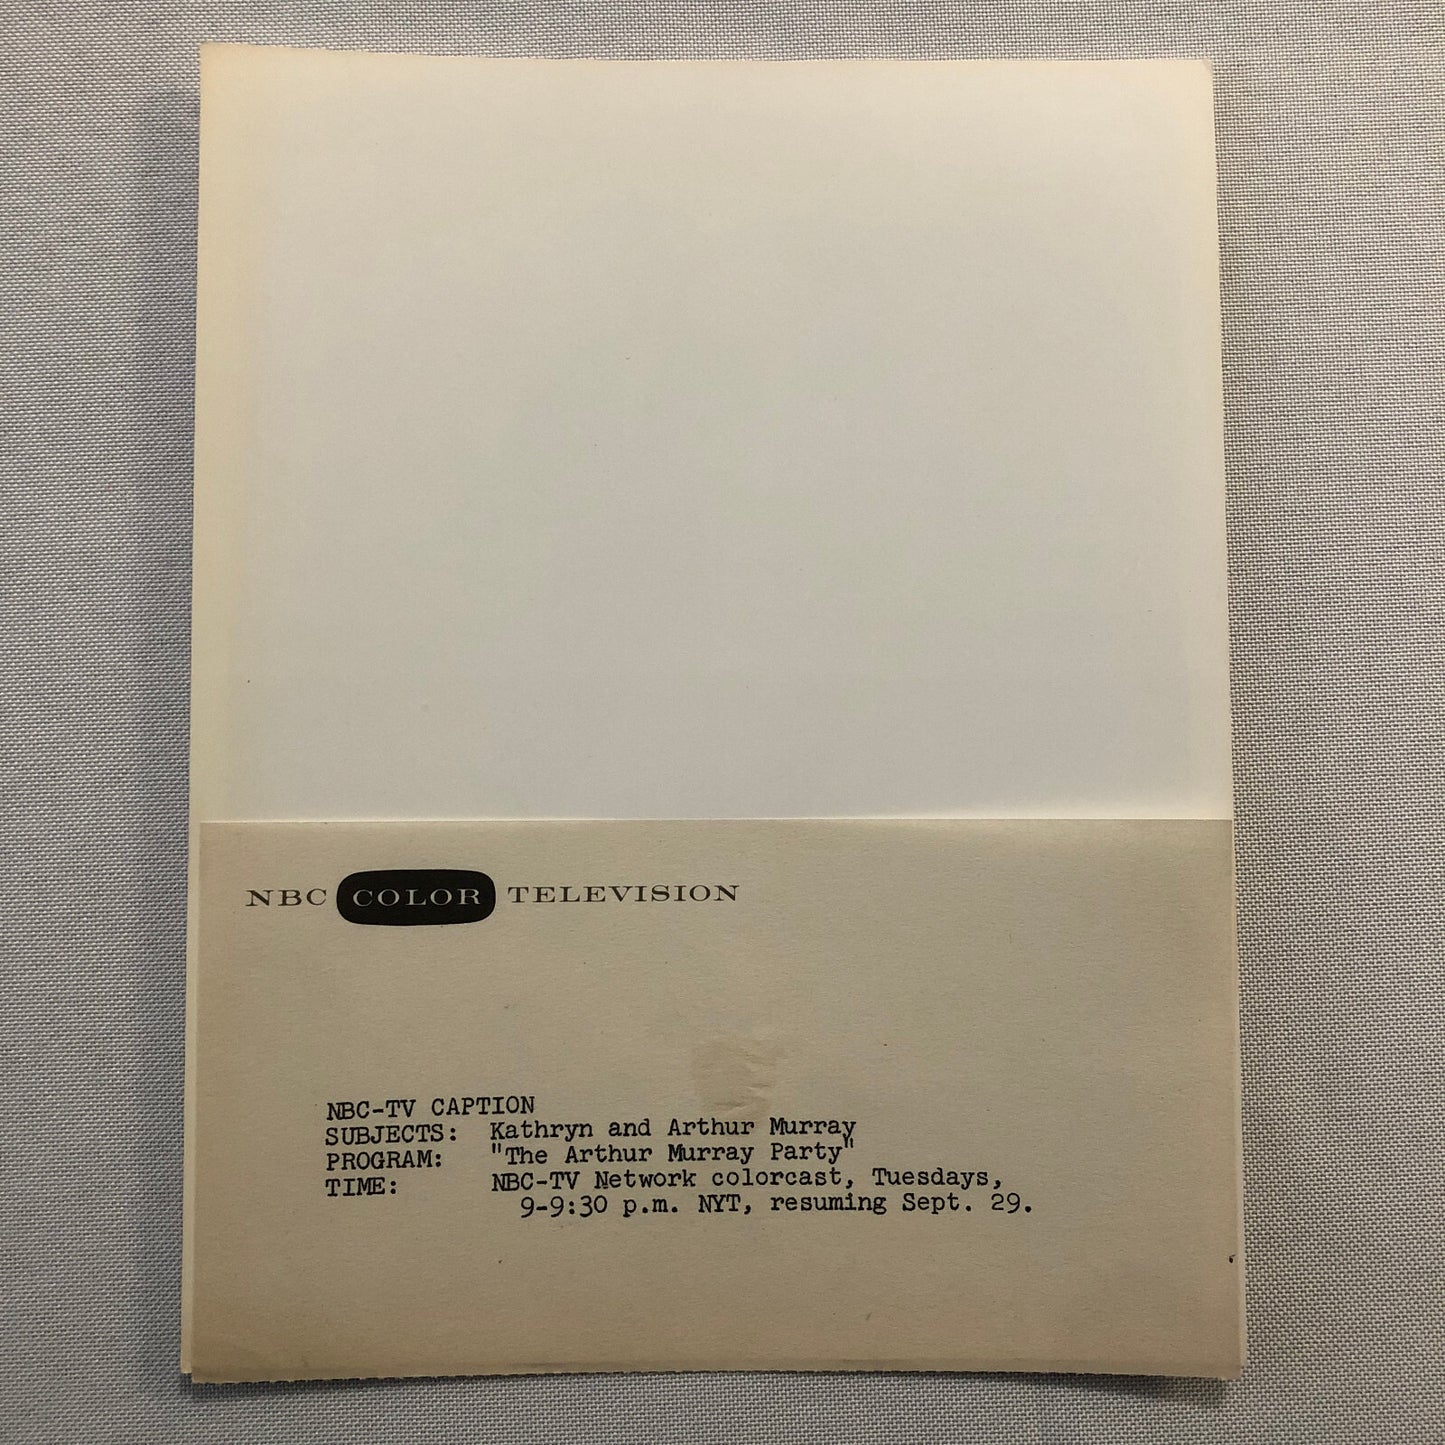 NBC COLOR TELEVISION
NBC-TV CAPTION
SUBJECTS: Kathryn and Arthur Murray
PROGRAM: "The Arthur Murray Party"
TIME: NBC-TV Network colorcast, Tuesdays,
9-9:30 p.m. NYT, resuming Sept. 29.